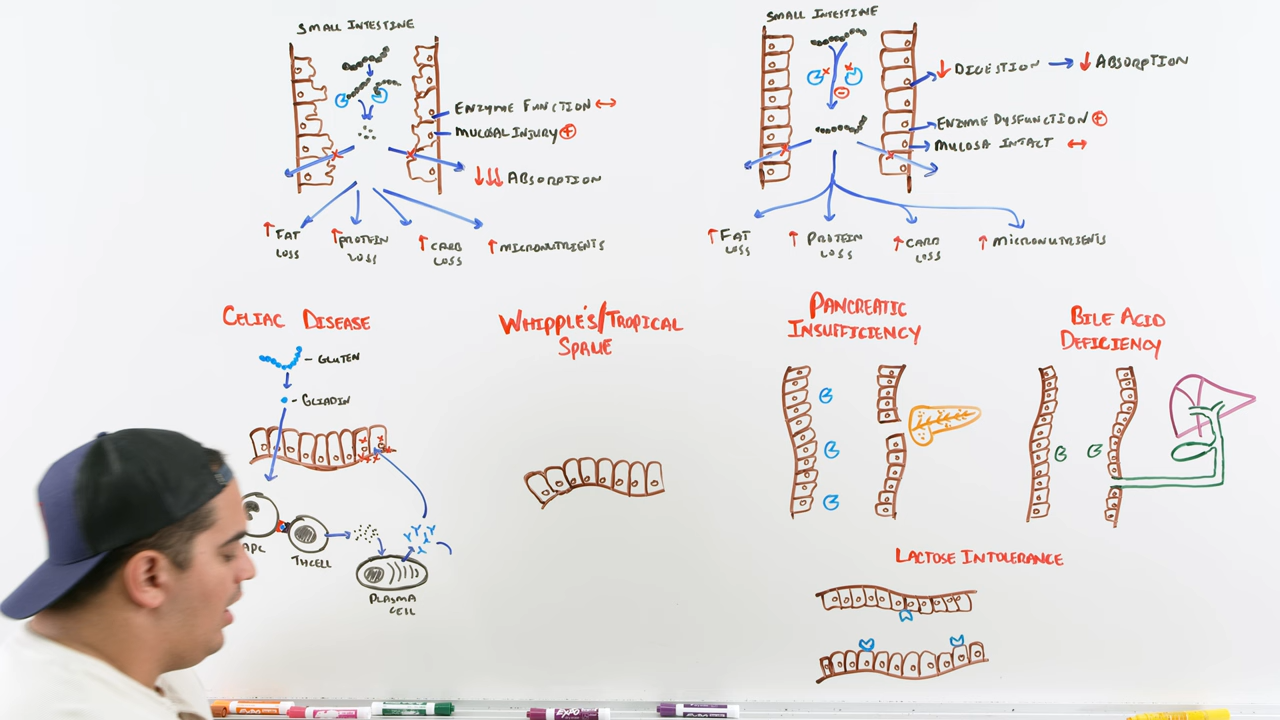 SMALL INTESTINE
ENZYME FUNCTION ↔
MUCOSAL INJURY +
↓↓↓ ABSORPTION
↑ FAT
LOSS
↑ PROTEIN
LOSS
↑ CARB
LOSS
↑ MICRONUTRIENTS
SMALL INTESTINE
↓ DIGESTION → ↓ ABSORPTION
ENZYME DYSFUNCTION +
MUCOSA INTACT ↔
↑ FAT
LOSS
↑ PROTEIN
LOSS
↑ CARB
LOSS
↑ MICRONUTRIENTS
CELIAC DISEASE
- GLUTEN
- GLIADIN
APC
TH CELL
PLASMA
CELL
WHIPPLE'S/TROPICAL
SPRUE
PANCREATIC
INSUFFICIENCY
BILE ACID
DEFICIENCY
LACTOSE INTOLERANCE
EXPO